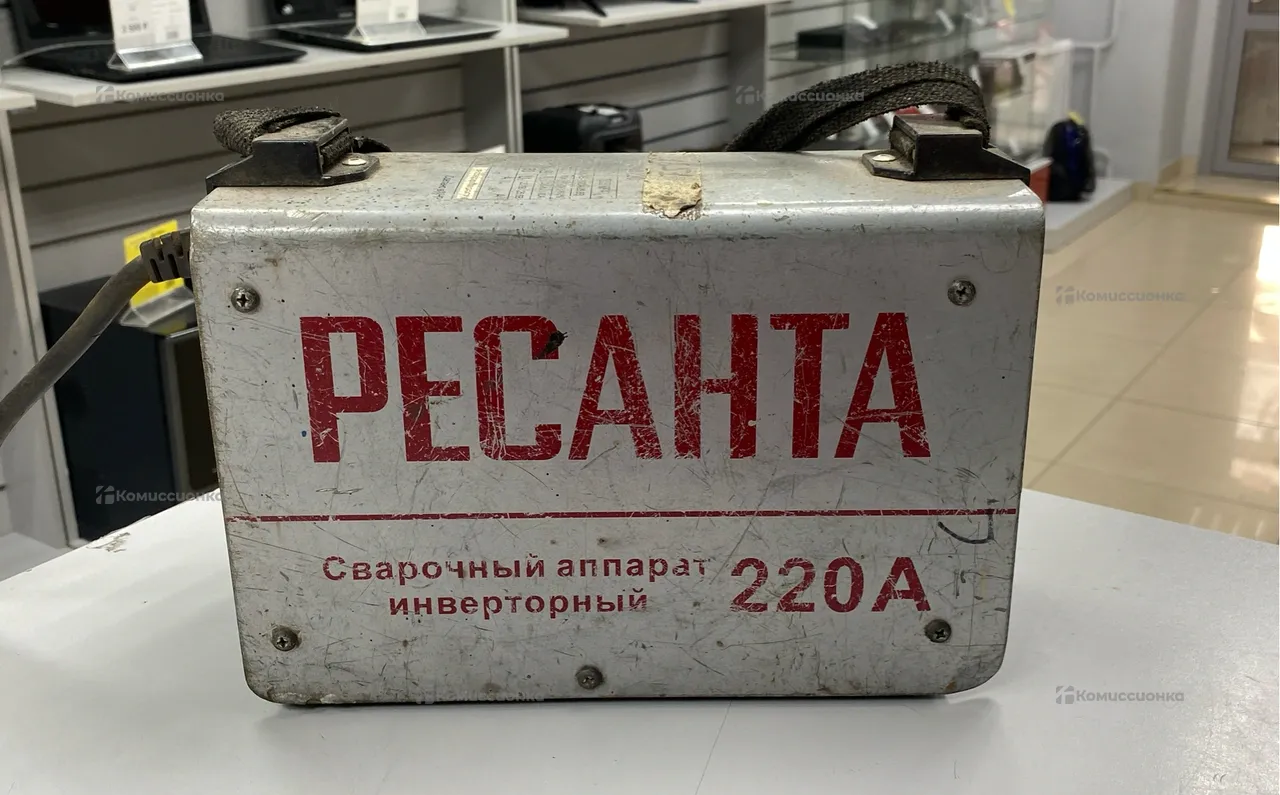 Комиссионка
Комиссионка
РЕСАНТА
Комиссионка
Комиссионка
Сварочный аппарат
инверторный
220А
Комиссионка